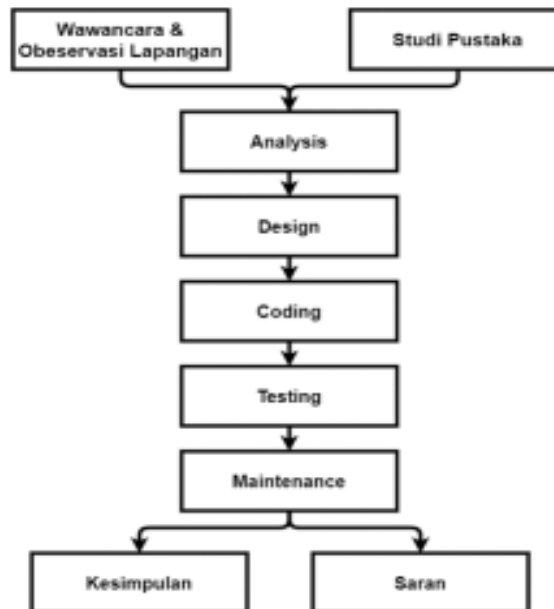 Wawancara &
Obeservasi Lapangan
Studi Pustaka
Analysis
Design
Coding
Testing
Maintenance
Kesimpulan
Saran